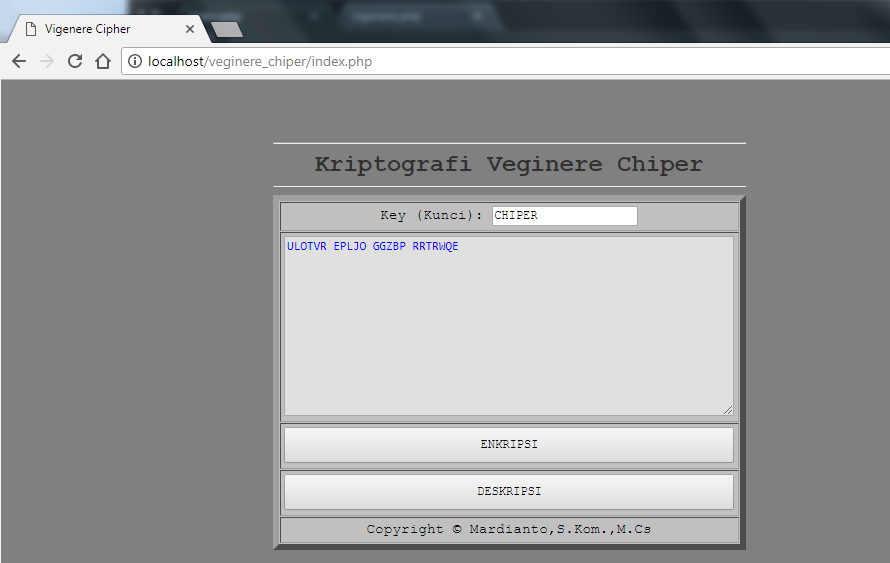 Vigenere Cipher
localhost/veginere_chiper/index.php
Kriptografi Veginere Chiper
Key (Kunci): CHIPER
ULOTVR EPLJO GGZBP RRTRWQE
ENKRIPSI
DESKRIPSI
Copyright © Mardianto,S.Kom.,M.Cs